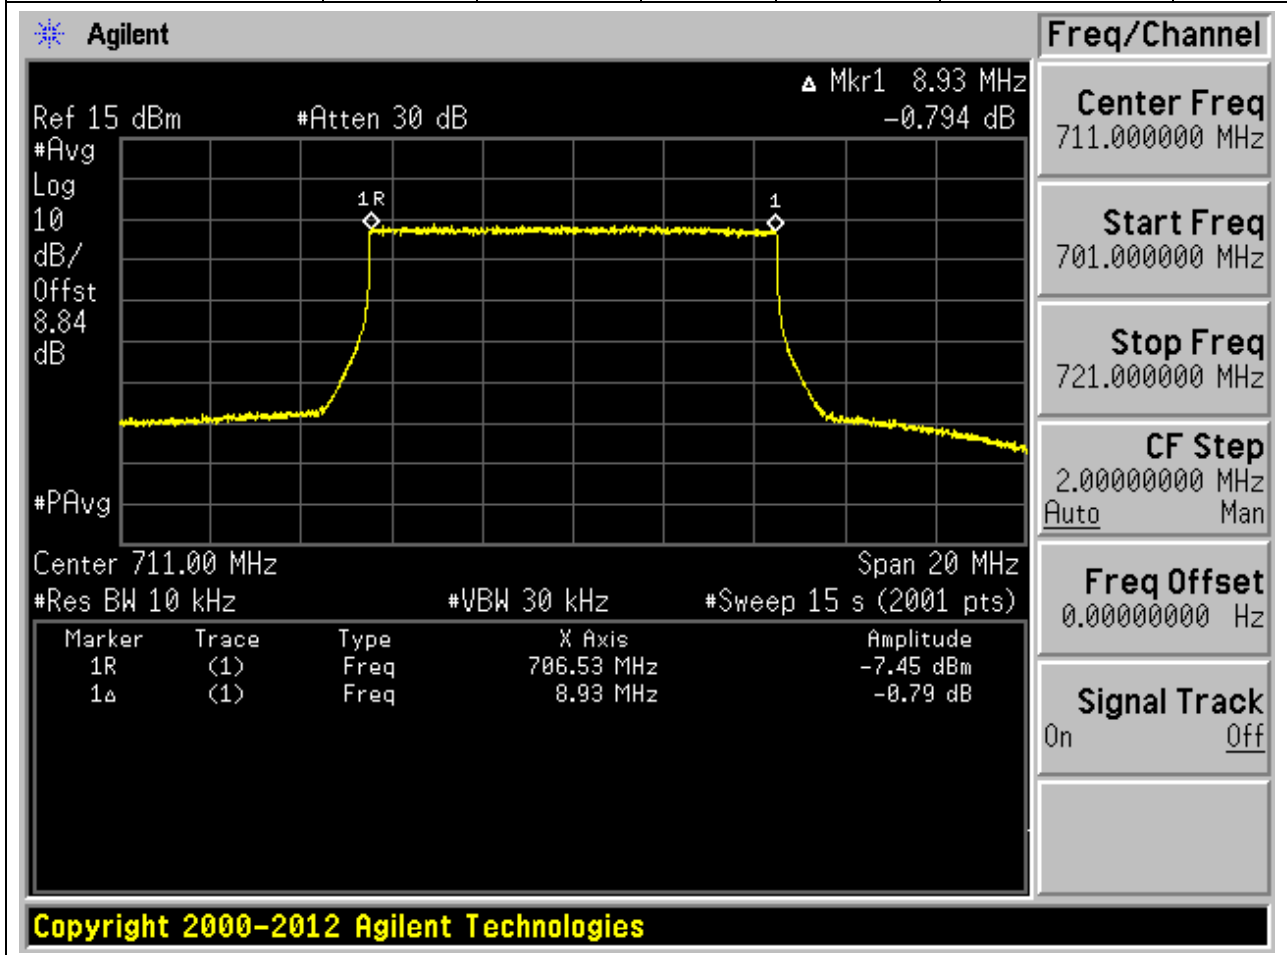 Agilent
Freq/Channel
▵ Mkr1 8.93 MHz
Ref 15 dBm #Atten 30 dB -0.794 dB
#Avg
Log
10
dB/
Offst
8.84
dB
1R
1
#PAvg
Center 711.00 MHz Span 20 MHz
#Res BW 10 kHz #VBW 30 kHz #Sweep 15 s (2001 pts)
Marker Trace Type X Axis Amplitude
1R (1) Freq 706.53 MHz -7.45 dBm
1▵ (1) Freq 8.93 MHz -0.79 dB
Center Freq
711.000000 MHz
Start Freq
701.000000 MHz
Stop Freq
721.000000 MHz
CF Step
2.00000000 MHz
Auto Man
Freq Offset
0.00000000 Hz
Signal Track
On Off
Copyright 2000-2012 Agilent Technologies